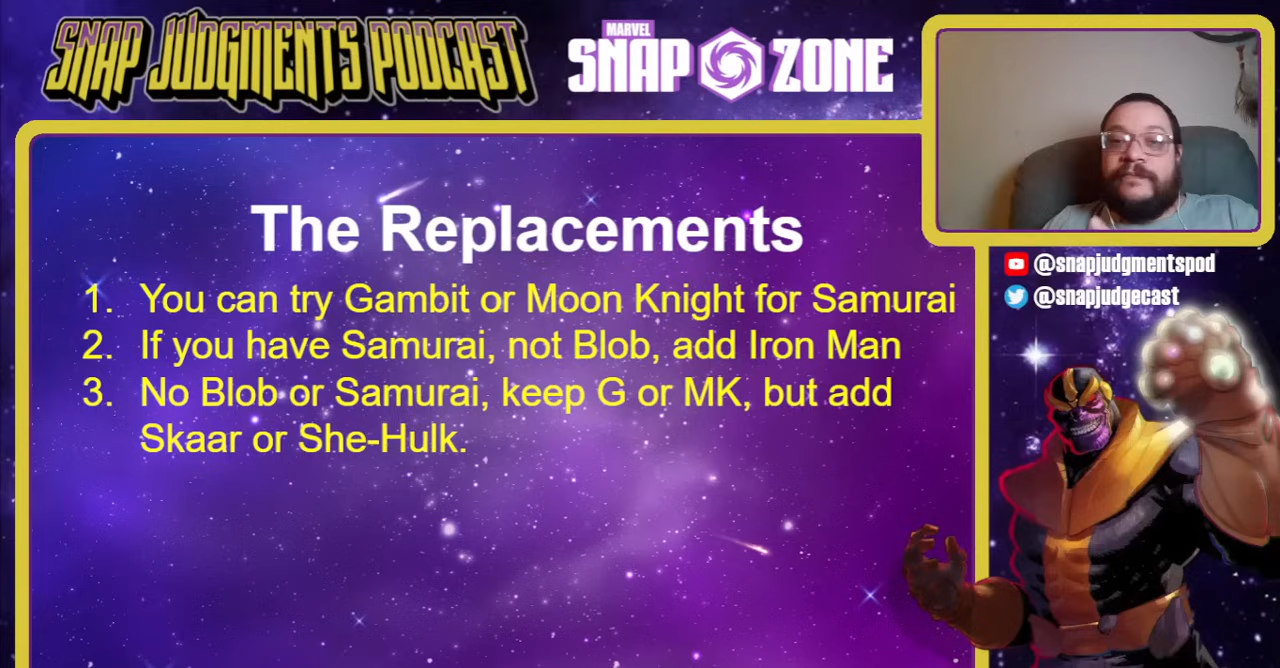 SNAP JUDGMENTS PODCAST
MARVEL
SNAP ZONE
The Replacements
1. You can try Gambit or Moon Knight for Samurai
2. If you have Samurai, not Blob, add Iron Man
3. No Blob or Samurai, keep G or MK, but add
Skaar or She-Hulk.
@snapjudgmentspod
@snapjudgecast